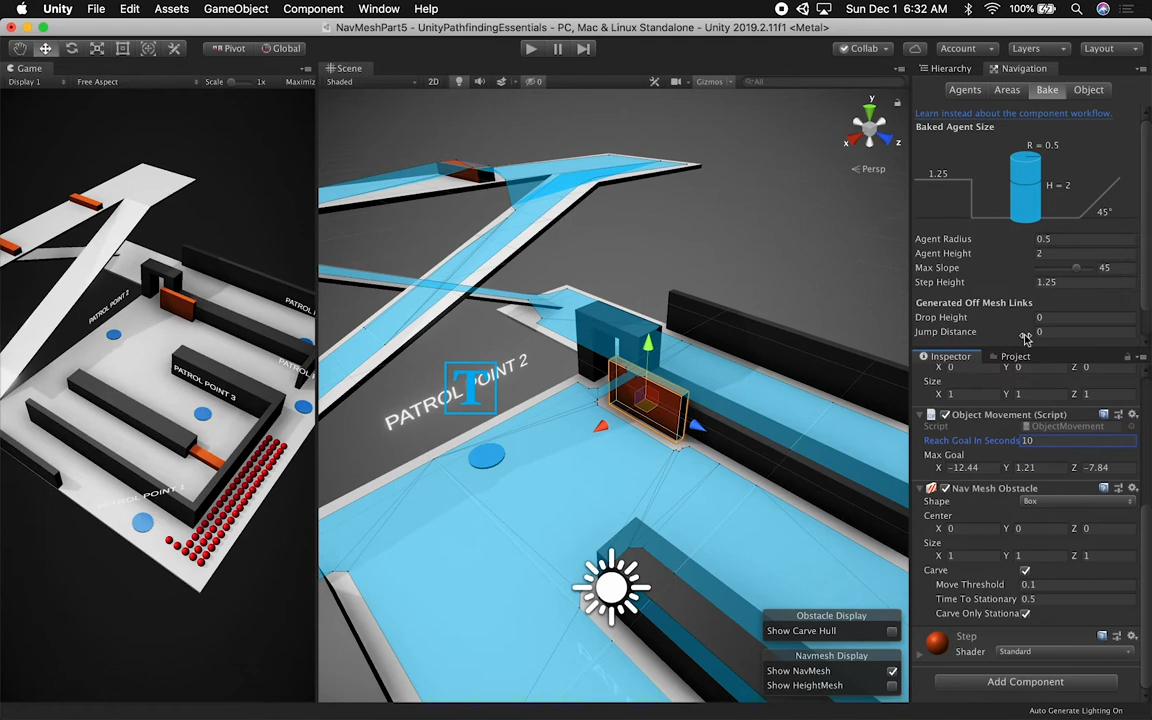 Unity File Edit Assets GameObject Component Window Help 100% Sun Dec 1 6:32 AM
NavMeshPart5 - UnityPathfindingEssentials - PC, Mac & Linux Standalone - Unity 2019.2.11f1 <Metal>
Pivot Global Collab Account Layers Layout
Game Scene Hierarchy Navigation
Display 1 Free Aspect Scale 1x Maximiz Shaded 2D 0 Gizmos All
Agents Areas Bake Object
Learn instead about the component workflow.
Baked Agent Size
R = 0.5
1.25
H = 2
45°
Agent Radius 0.5
Agent Height 2
Max Slope 45
Step Height 1.25
Generated Off Mesh Links
Drop Height 0
Jump Distance 0
Inspector Project
X 0 Y 0 Z 0
Size
X 1 Y 1 Z 1
Object Movement (Script)
Script ObjectMovement
Reach Goal In Seconds 10
Max Goal
X -12.44 Y 1.21 Z -7.84
Nav Mesh Obstacle
Shape Box
Center
X 0 Y 0 Z 0
Size
X 1 Y 1 Z 1
Carve
Move Threshold 0.1
Time To Stationary 0.5
Carve Only Stationa
Step
Shader Standard
Add Component
Auto Generate Lighting On
y
x
z
Persp
PATROL POINT 2
T
Obstacle Display
Show Carve Hull
Navmesh Display
Show NavMesh
Show HeightMesh
PATROL POINT 2
PATROL POINT 3
PATROL POINT 1